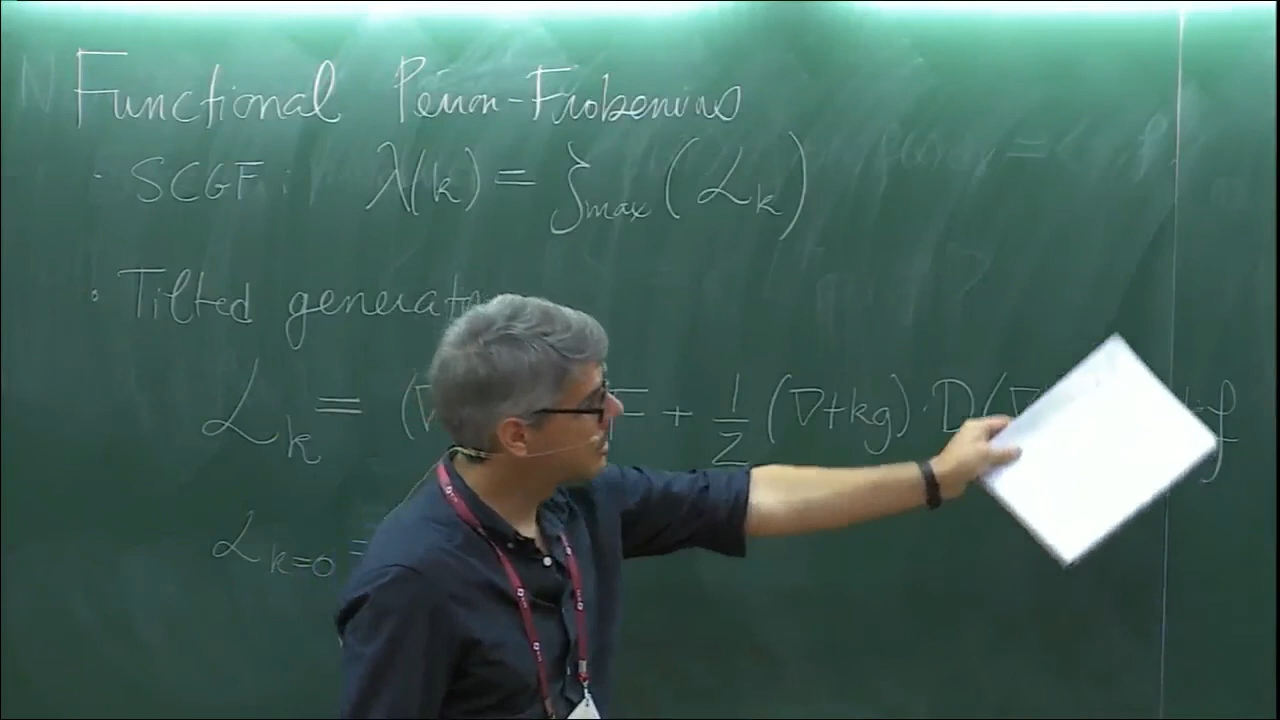 Functional Perron-Frobenius
· SCGF: λ(k) = ζmax (ℒk)
· Tilted generat
ℒk = (∇ F + 1/2 (∇+kg)·D(∇ +f
ℒk=0 =